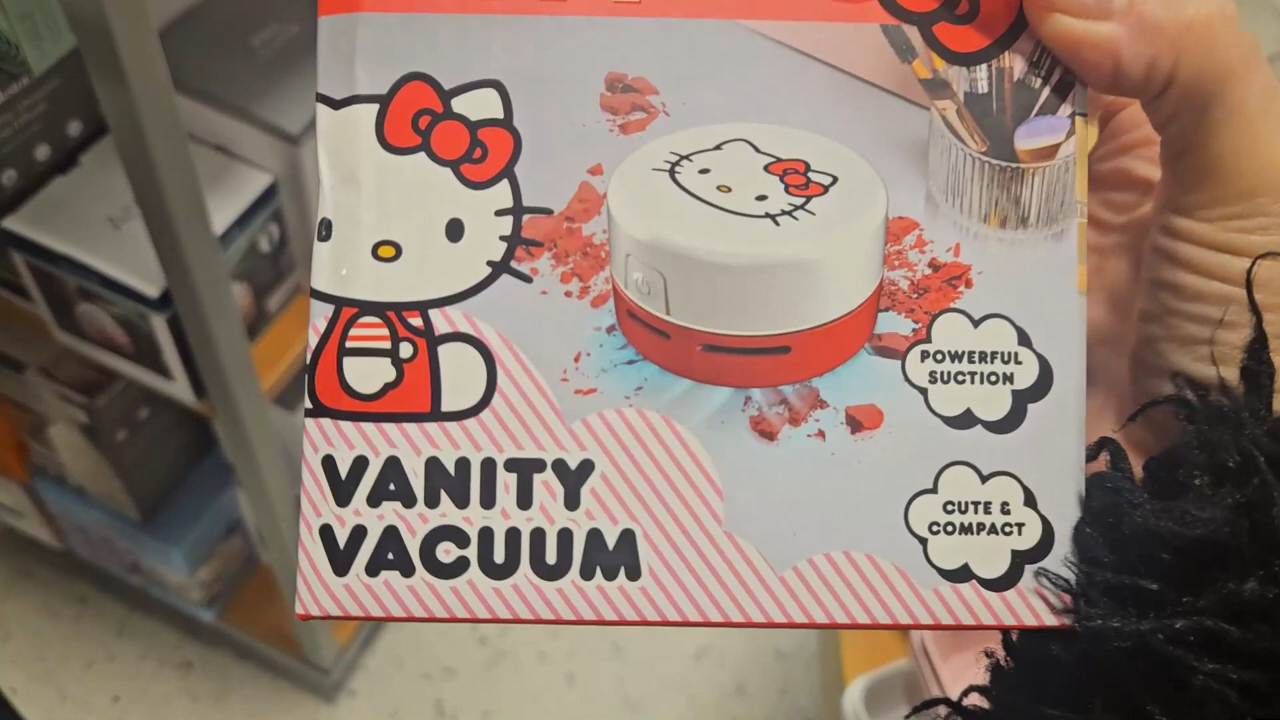 POWERFUL
SUCTION
CUTE &
COMPACT
VANITY
VACUUM